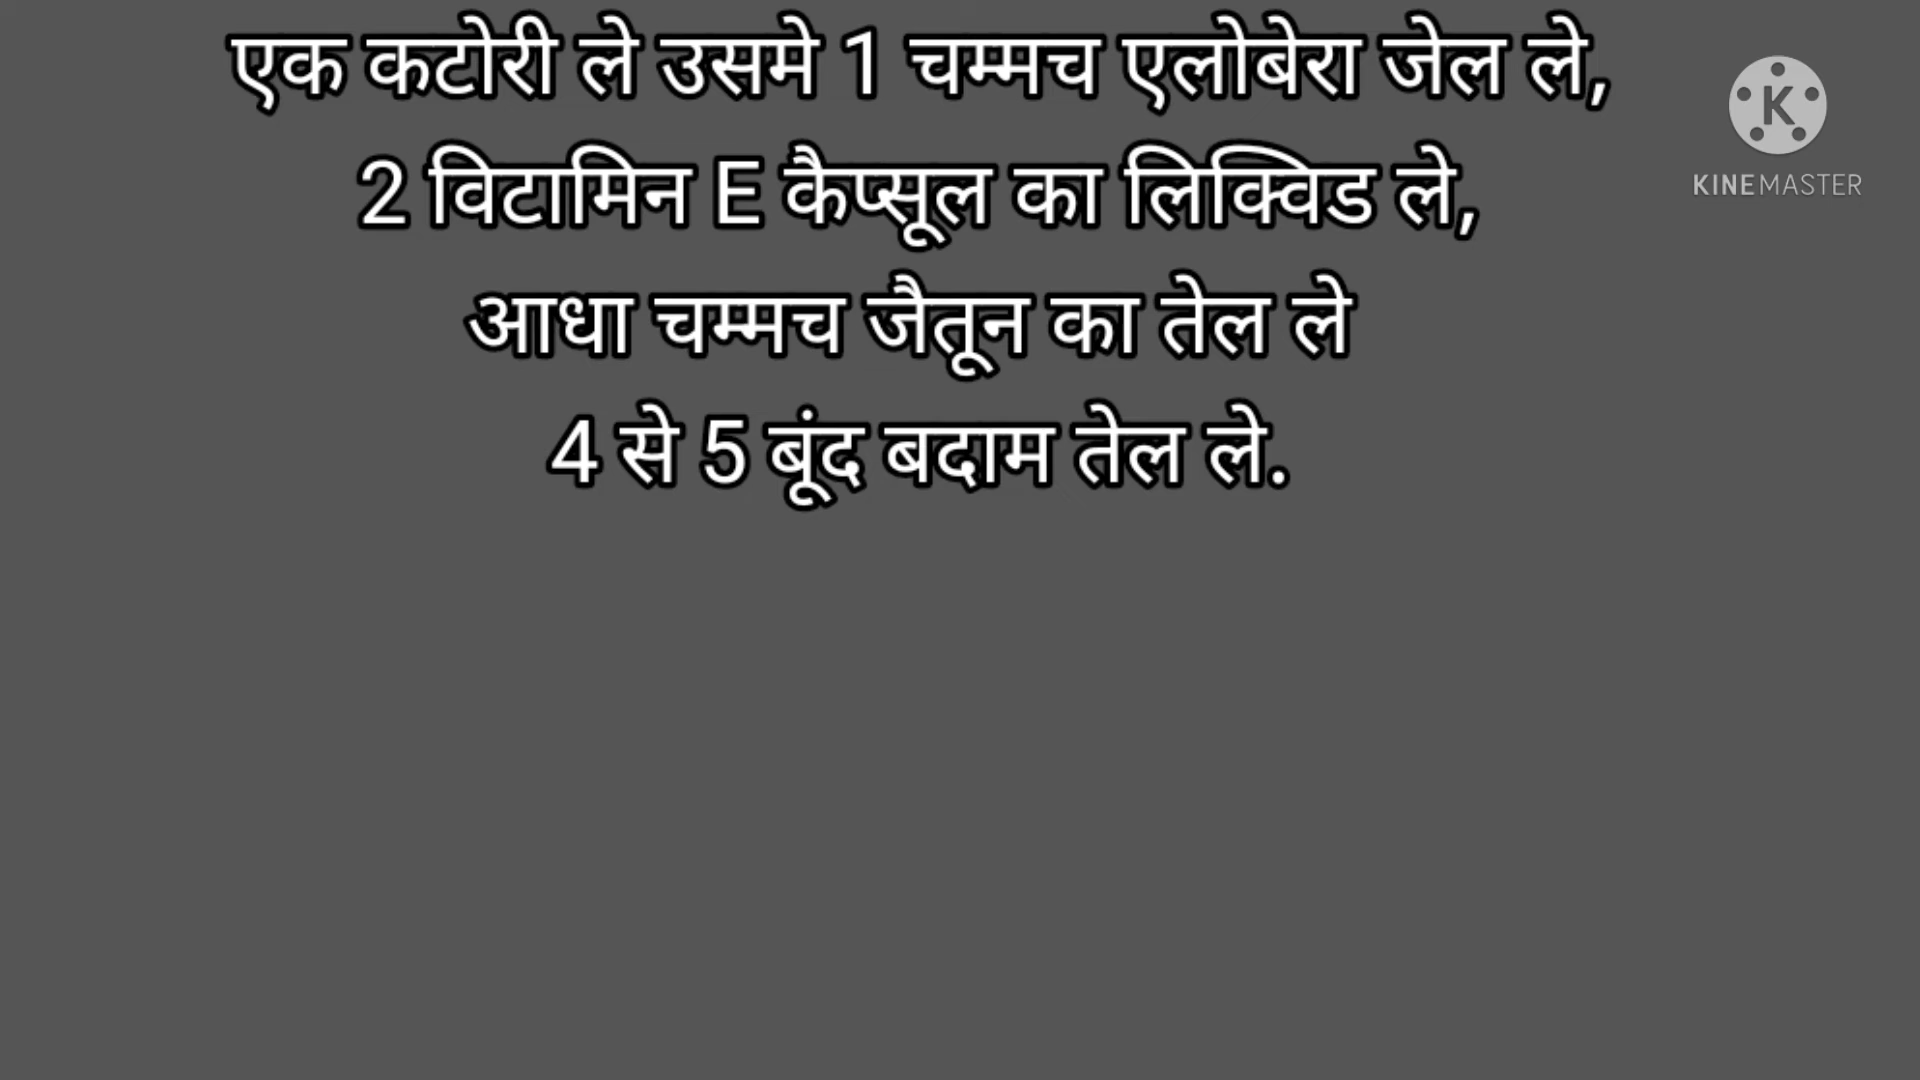 एक कटोरी ले उसमे 1 चम्मच एलोबेरा जेल ले,
2 विटामिन E कैप्सूल का लिक्विड ले,
आधा चम्मच जैतून का तेल ले
4 से 5 बूंद बदाम तेल ले.
K
KINEMASTER